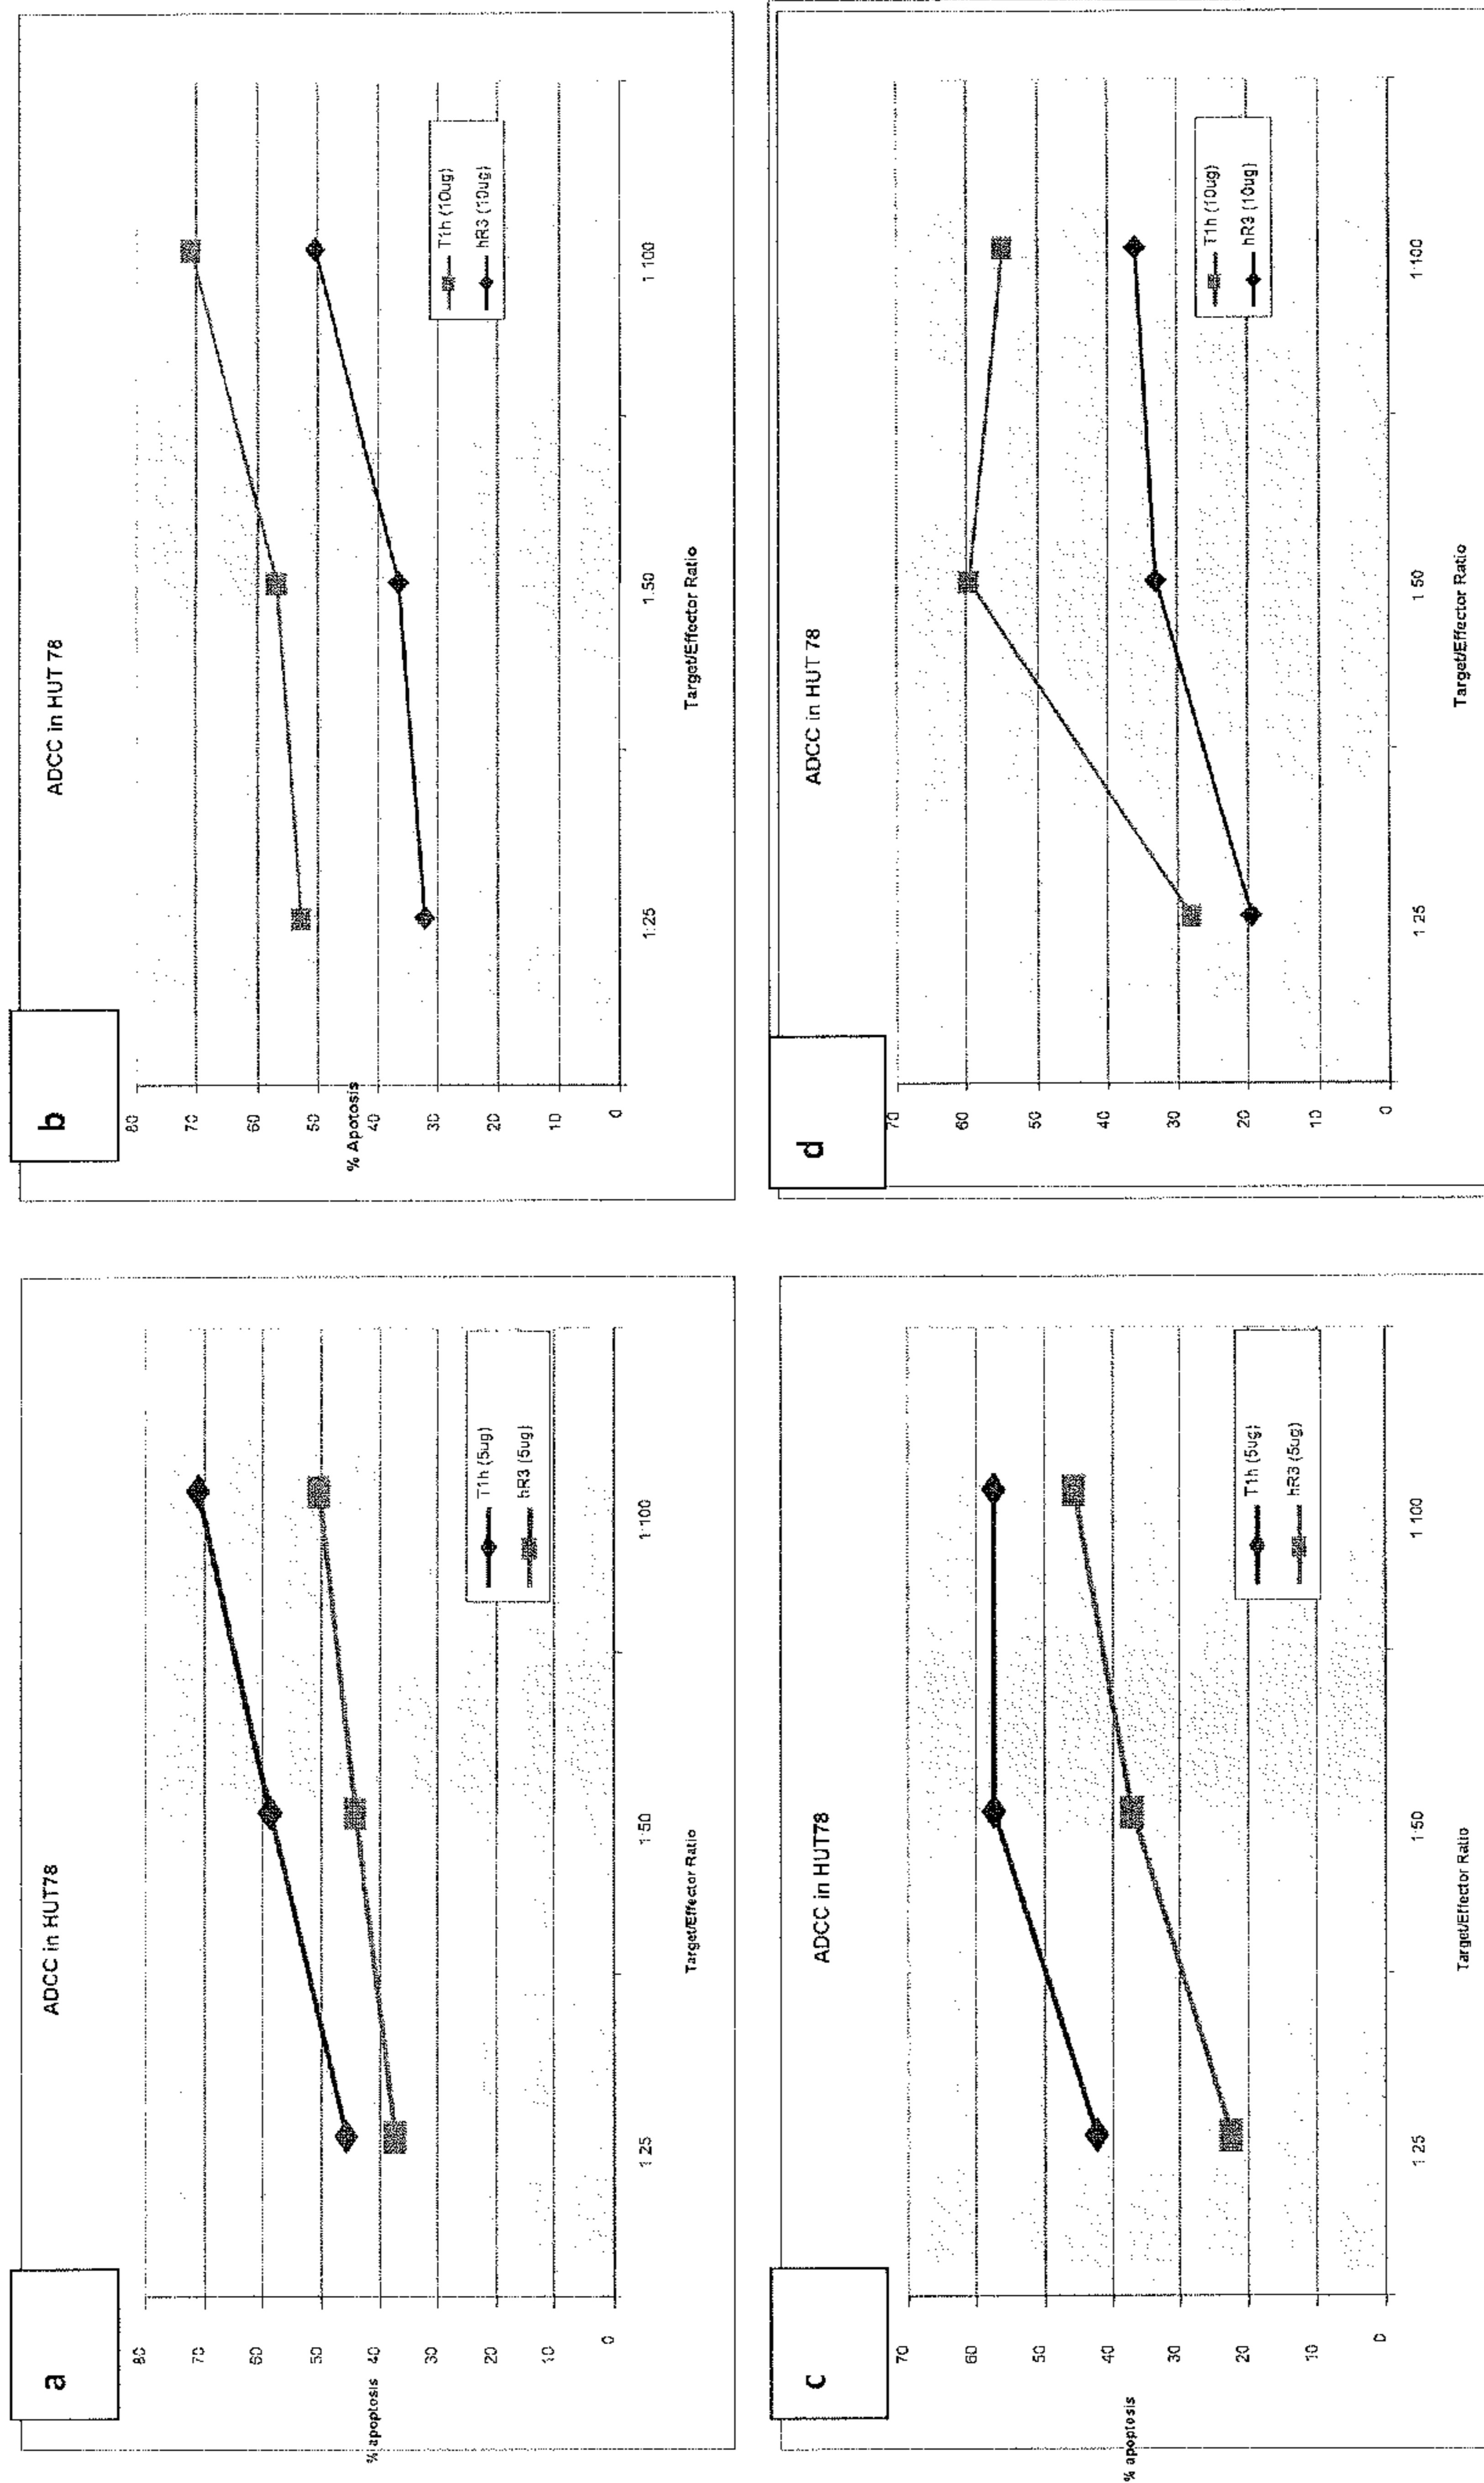 a
ADCC in HUT78
80
70
60
50
40
30
20
10
0
% apoptosis
1 25
1:50
1:100
Target/Effector Ratio
T1h (5ug)
hR3 (5ug)
b
ADCC in HUT 78
80
70
60
50
40
30
20
10
0
% Apotosis
1:25
1.50
1 100
Target/Effector Ratio
T1h (10ug)
hR3 (10ug)
c
ADCC in HUT78
70
60
50
40
30
20
10
0
% apoptosis
1 25
1:50
1 100
Target/Effector Ratio
T1h (5ug)
hR3 (5ug)
d
ADCC in HUT 78
70
60
50
40
30
20
10
0
1 25
1 50
1:100
Target/Effector Ratio
T1h (10ug)
hR3 (10ug)